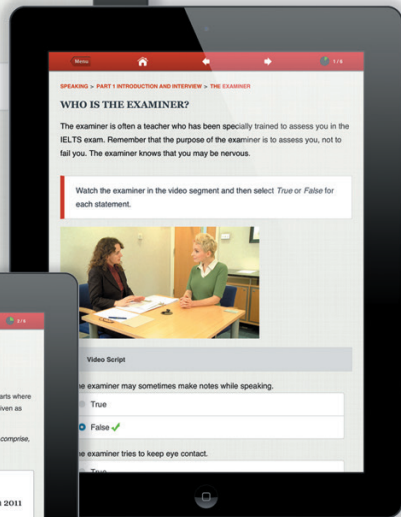 Menu
1/8
SPEAKING > PART 1 INTRODUCTION AND INTERVIEW > THE EXAMINER
WHO IS THE EXAMINER?
The examiner is often a teacher who has been specially trained to assess you in the
IELTS exam. Remember that the purpose of the examiner is to assess you, not to
fail you. The examiner knows that you may be nervous.
Watch the examiner in the video segment and then select True or False for
each statement.
Video Script
he examiner may sometimes make notes while speaking.
True
False
he examiner tries to keep eye contact.
True
arts where
iven as
comprise,
2011